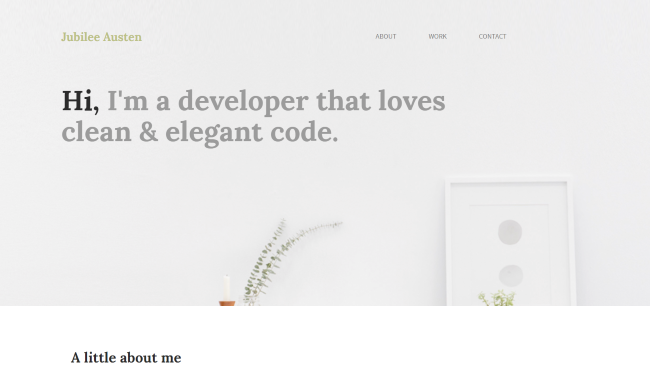 Jubilee Austen
ABOUT WORK CONTACT
Hi, I'm a developer that loves
clean & elegant code.
A little about me